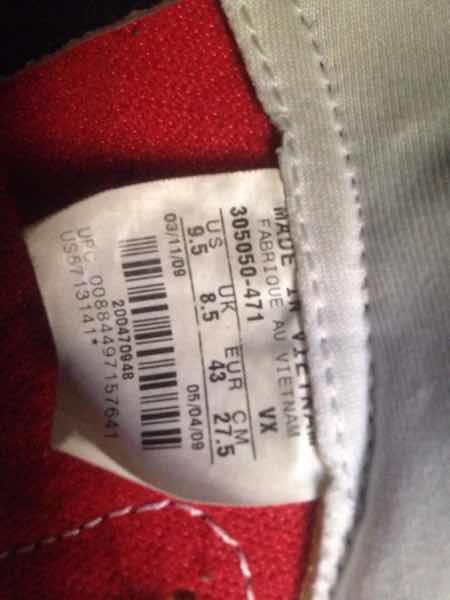 MADE IN VIETNAM
FABRIQUE AU VIETNAM
305050-471 VX
US UK EUR CM
9.5 8.5 43 27.5
03/11/09 05/04/09
200470948
UPC 00884497157641
US5713141*